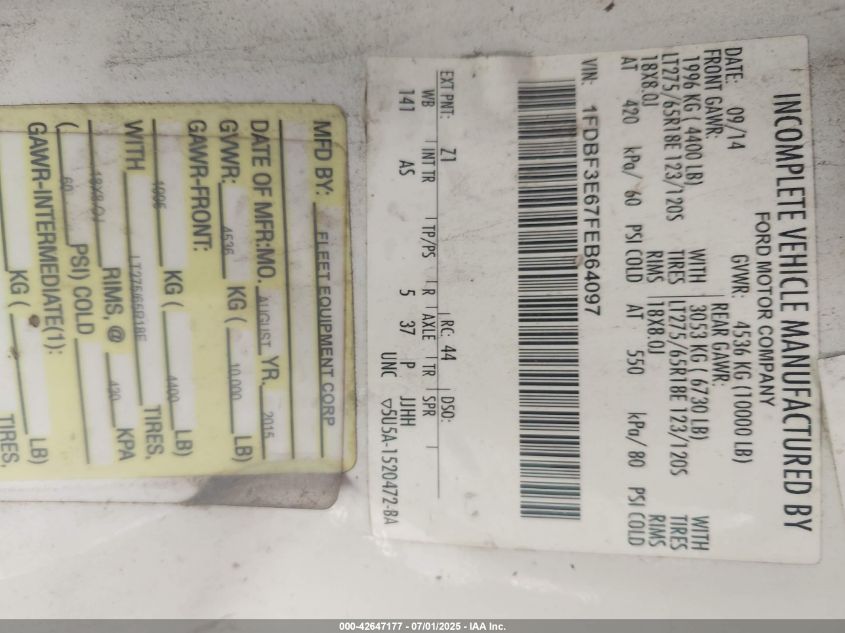 INCOMPLETE VEHICLE MANUFACTURED BY
FORD MOTOR COMPANY
DATE: 09/14 GVWR: 4536 KG (10000 LB)
FRONT GAWR: REAR GAWR:
1996 KG ( 4400 LB) WITH 3053 KG ( 6730 LB) WITH
LT275/65R18E 123/120S TIRES LT275/65R18E 123/120S TIRES
18X8.0J RIMS 18X8.0J RIMS
AT 420 kPa/ 60 PSI COLD AT 550 kPa/ 80 PSI COLD
VIN: 1FDBF3E67FEB64097
EXT PNT: Z1 RC: 44 DSO:
WB INT TR TP/PS R AXLE TR SPR
141 AS 5 37 P JJHH
UNC ▽5U5A-1520472-BA
MFD BY: FLEET EQUIPMENT CORP
DATE OF MFR:MO. AUGUST YR. 2015
GVWR: 4536 KG ( 10,000 LB)
GAWR-FRONT:
1996 KG ( 4400 LB)
WITH LT275/65R18E TIRES,
18X8.0J RIMS, @ 420 KPA
( 60 PSI) COLD
GAWR-INTERMEDIATE(1):
KG ( LB)
TIRES,
000-42647177 - 07/01/2025 - IAA Inc.